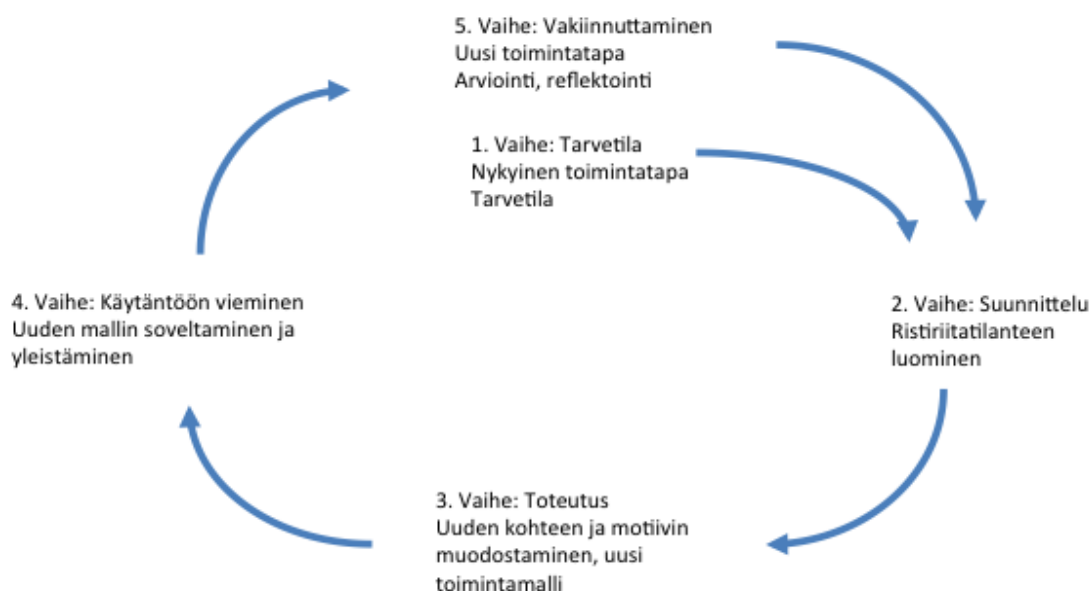 5. Vaihe: Vakiinnuttaminen
Uusi toimintatapa
Arviointi, reflektointi
1. Vaihe: Tarvetila
Nykyinen toimintatapa
Tarvetila
4. Vaihe: Käytäntöön vieminen
Uuden mallin soveltaminen ja
yleistäminen
2. Vaihe: Suunnittelu
Ristiriitatilanteen
luominen
3. Vaihe: Toteutus
Uuden kohteen ja motiivin
muodostaminen, uusi
toimintamalli